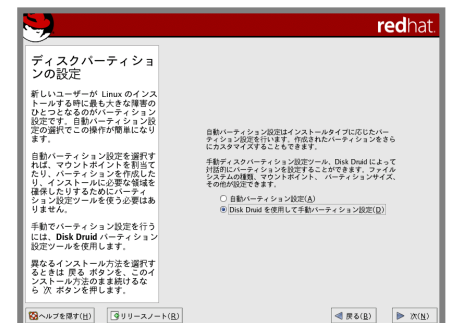 redhat.
ディスクパーティショ
ンの設定
新しいユーザーが Linux のインス
トールする時に最も大きな障害の
ひとつとなるのがパーティション
設定です。自動パーティション設
定の選択でこの操作が簡単になり
ます。
自動パーティション設定を選択す
れば、マウントポイントを割当て
たり、パーティションを作成した
り、インストールに必要な領域を
確保したりするためにパーティ
ション設定ツールを使う必要はあ
りません。
手動でパーティション設定を行う
には、Disk Druid パーティション
設定ツールを使用します。
異なるインストール方法を選択す
るときは 戻る ボタンを、このイ
ンストール方法のまま続けるな
ら 次 ボタンを押します。
自動パーティション設定はインストールタイプに応じたパー
ティション設定を行います。作成されたパーティションをさら
にカスタマイズすることもできます。
手動ディスクパーティション設定ツール、Disk Druid によって
対話的にパーティションを設定することができます。ファイル
システムの種類、マウントポイント、 パーティションサイズ、
その他が設定できます。
自動パーティション設定(A)
Disk Druid を使用して手動パーティション設定(D)
ヘルプを隠す(H)
リリースノート(R)
戻る(B)
次(N)